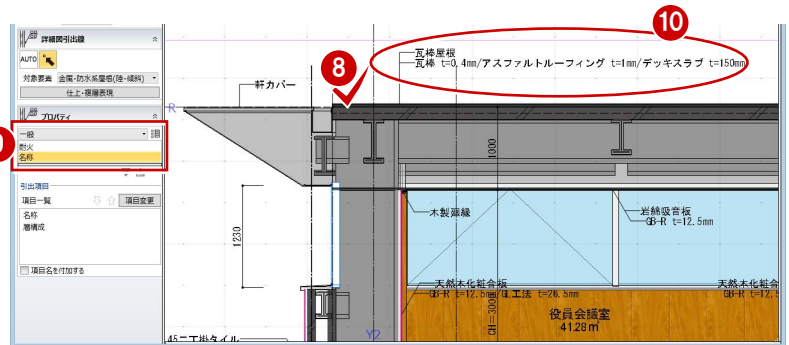 詳細図引出線
AUTO
対象要素 金属・防水系屋根(陸・傾斜)
仕上・複層表現
プロパティ
一般
耐火
名称
引出項目
項目一覧 項目変更
名称
層構成
項目名を付加する
10
8
瓦棒屋根
瓦棒 t=0.4mm/アスファルトルーフィング t=1mm/デッキスラブ t=150mm
軒カバー
R
1000
1230
木製廻縁
岩綿吸音板
GB-R t=12.5mm
天然木化粧合板
GB-R t=12.5mm/GL工法 t=26.5mm
天然木化粧合
GB-R t=12.5
CH=3000
役員会議室
41.28㎡
45二丁掛タイル
Y2